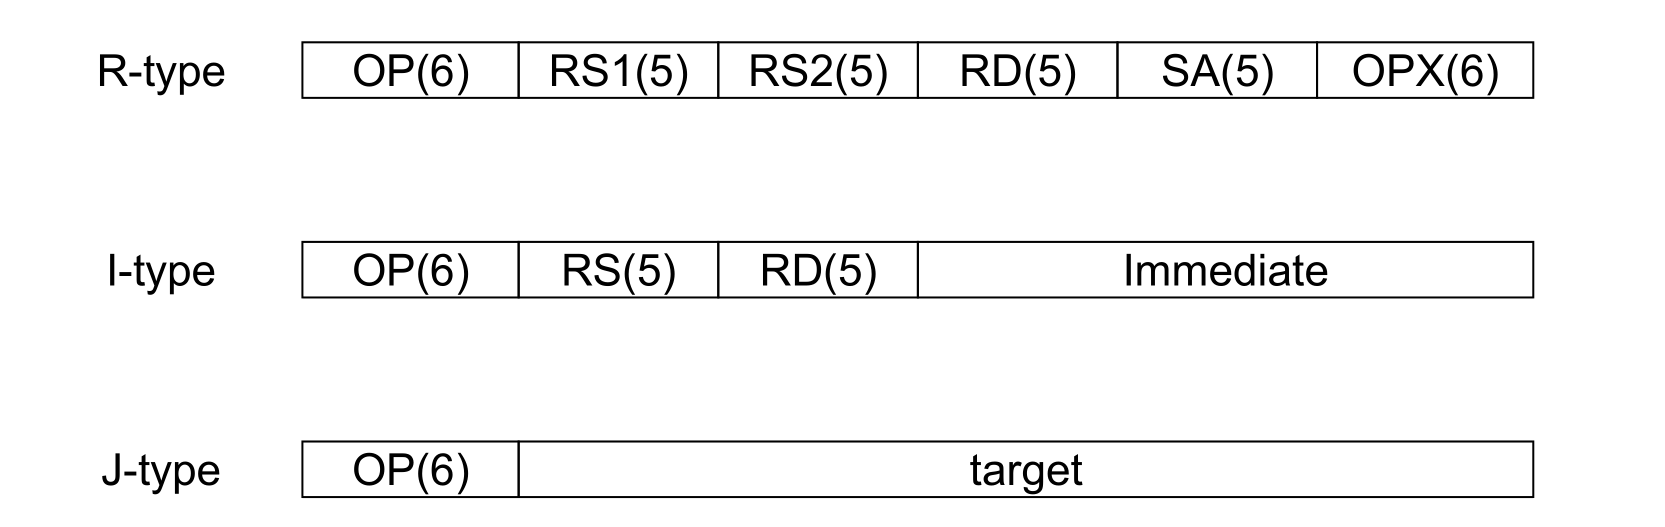 R-type OP(6) RS1(5) RS2(5) RD(5) SA(5) OPX(6)
I-type OP(6) RS(5) RD(5) Immediate
J-type OP(6) target